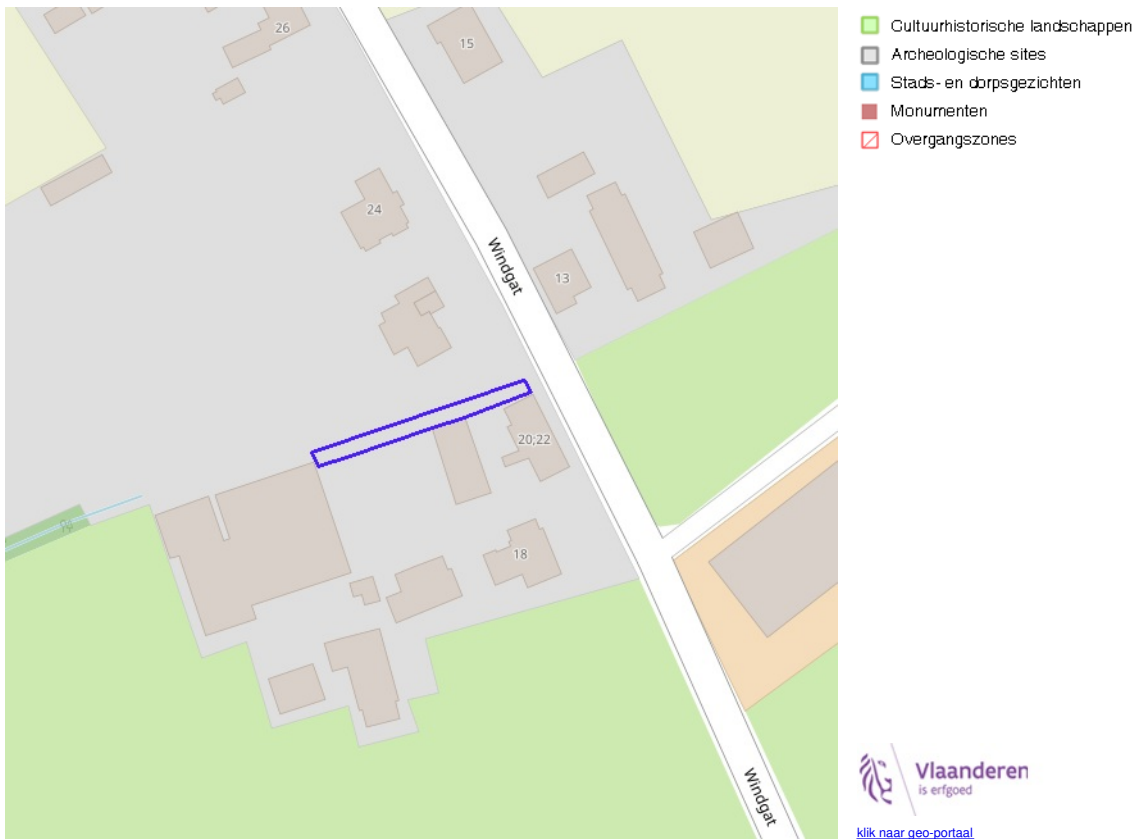 26
15
24
Windgat
13
20;22
18
Windgat
Cultuurhistorische landschappen
Archeologische sites
Stads- en dorpsgezichten
Monumenten
Overgangszones
Vlaanderen
is erfgoed
klik naar geo-portaal